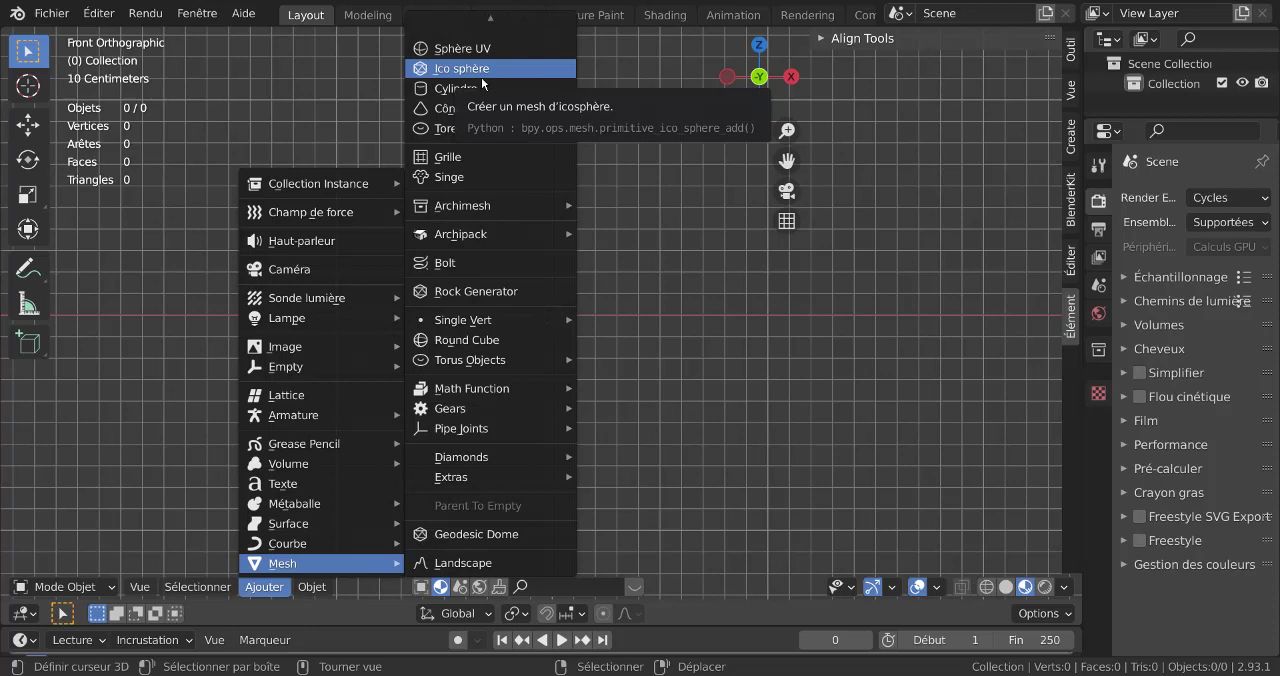 Fichier Éditer Rendu Fenêtre Aide Layout Modeling ture Paint Shading Animation Rendering Com Scene View Layer
Front Orthographic
(0) Collection
10 Centimeters
Objets 0 / 0
Vertices 0
Arêtes 0
Faces 0
Triangles 0
Sphère UV
Ico sphère
Cylindre
Côn
Tore
Créer un mesh d'icosphère.
Python : bpy.ops.mesh.primitive_ico_sphere_add()
Grille
Singe
Archimesh
Archipack
Bolt
Rock Generator
Single Vert
Round Cube
Torus Objects
Math Function
Gears
Pipe Joints
Diamonds
Extras
Parent To Empty
Geodesic Dome
Landscape
Collection Instance
Champ de force
Haut-parleur
Caméra
Sonde lumière
Lampe
Image
Empty
Lattice
Armature
Grease Pencil
Volume
Texte
Métaballe
Surface
Courbe
Mesh
Align Tools
Z
-Y
X
Outil
Vue
Create
BlenderKit
Éditer
Élément
Scene Collection
Collection
Scene
Render E... Cycles
Ensembl... Supportées
Périphéri... Calculs GPU
Échantillonnage
Chemins de lumière
Volumes
Cheveux
Simplifier
Flou cinétique
Film
Performance
Pré-calculer
Crayon gras
Freestyle SVG Export
Freestyle
Gestion des couleurs
Mode Objet Vue Sélectionner Ajouter Objet
Global Options
Lecture Incrustation Vue Marqueur 0 Début 1 Fin 250
Définir curseur 3D Sélectionner par boîte Tourner vue Sélectionner Déplacer Collection | Verts:0 | Faces:0 | Tris:0 | Objects:0/0 | 2.93.1